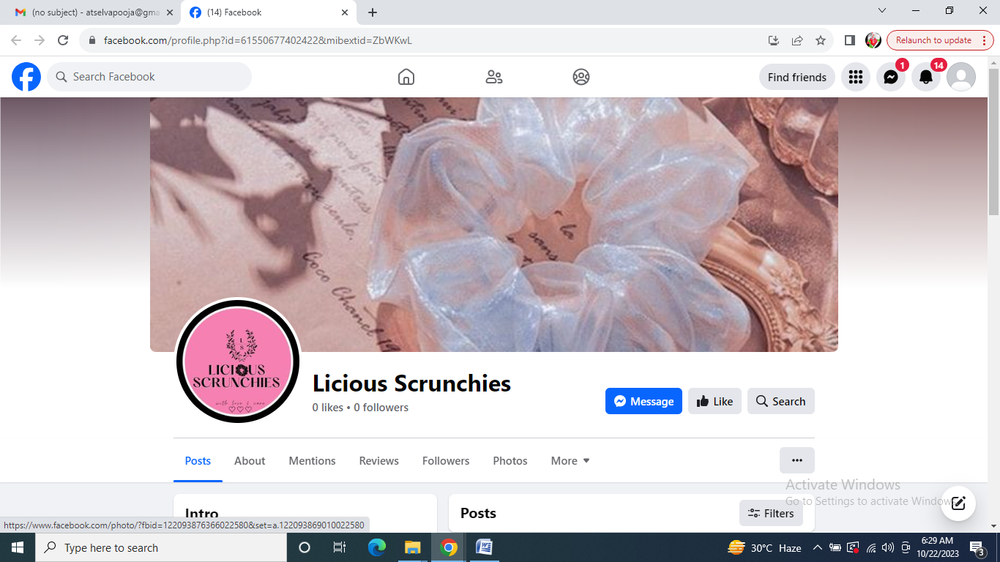 (no subject) - atselvapooja@gma
(14) Facebook
facebook.com/profile.php?id=61550677402422&mibextid=ZbWKwL
Relaunch to update
Search Facebook
Find friends
1
14
Coco Chanel 19
la
sans
L
S
LICIOUS
SCRUNCHIES
with love & care
Licious Scrunchies
0 likes • 0 followers
Message
Like
Search
Posts
About
Mentions
Reviews
Followers
Photos
More
Activate Windows
Go to Settings to activate Windows.
Intro
Posts
Filters
https://www.facebook.com/photo/?fbid=122093876366022580&set=a.122093869010022580
Type here to search
30°C Haze
6:29 AM
10/22/2023
3